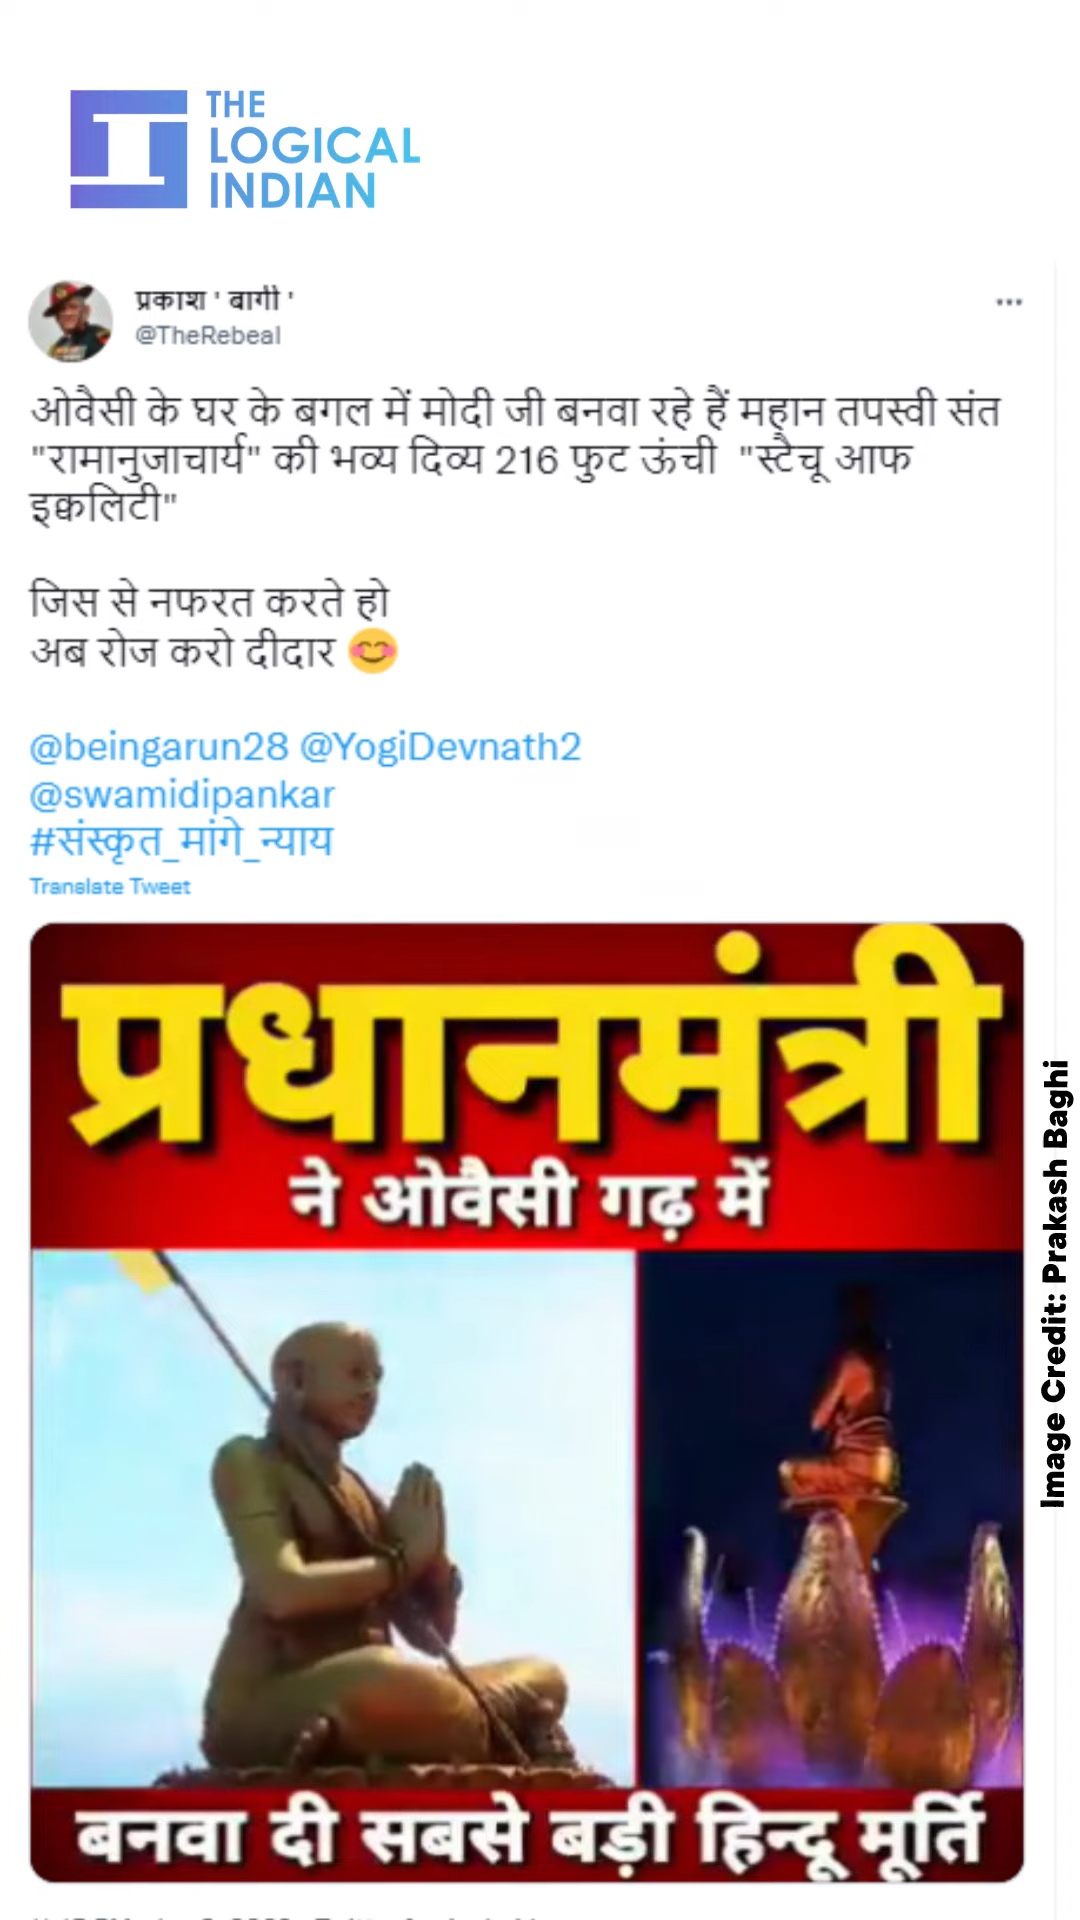 THE
LOGICAL
INDIAN
प्रकाश ' बागी '
@TheRebeal
ओवैसी के घर के बगल में मोदी जी बनवा रहे हैं महान तपस्वी संत
"रामानुजाचार्य" की भव्य दिव्य 216 फुट ऊंची "स्टैचू आफ
इक्वलिटी"
जिस से नफरत करते हो
अब रोज करो दीदार 😊
@beingarun28 @YogiDevnath2
@swamidipankar
#संस्कृत_मांगे_न्याय
Translate Tweet
प्रधानमंत्री
ने ओवैसी गढ़ में
बनवा दी सबसे बड़ी हिन्दू मूर्ति
Image Credit: Prakash Baghi